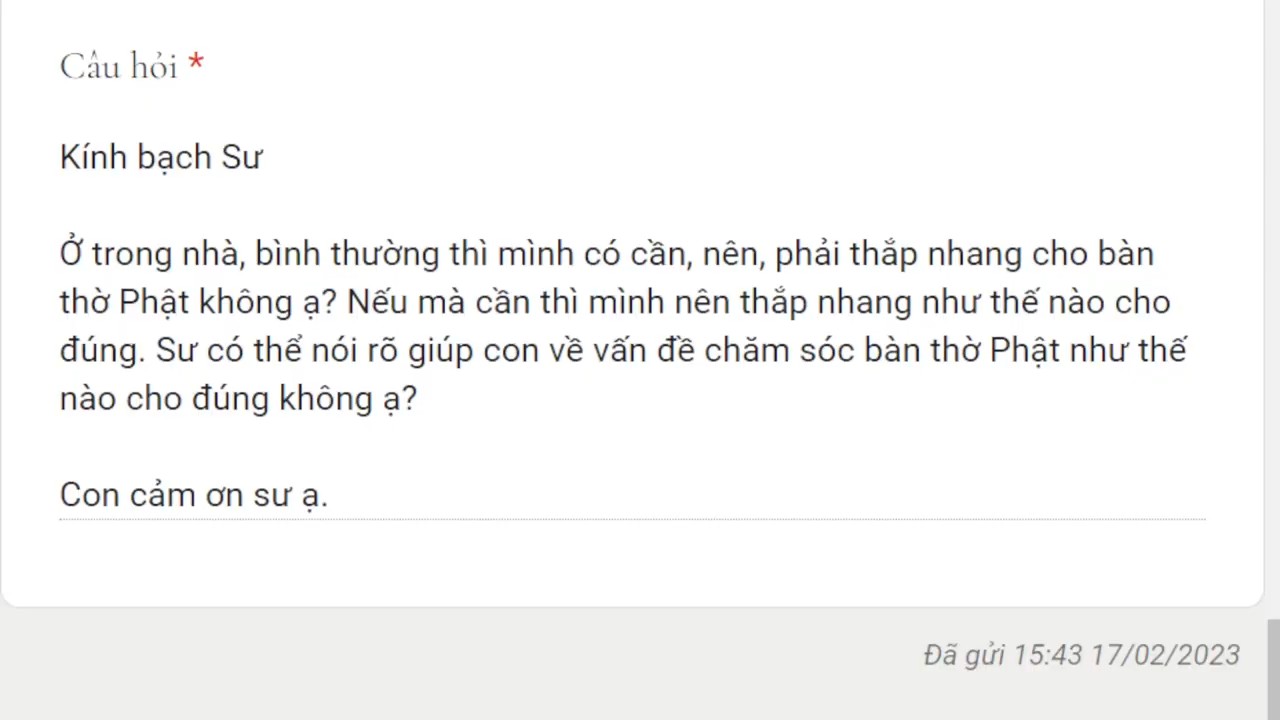 Câu hỏi *
Kính bạch Sư
Ở trong nhà, bình thường thì mình có cần, nên, phải thắp nhang cho bàn
thờ Phật không ạ? Nếu mà cần thì mình nên thắp nhang như thế nào cho
đúng. Sư có thể nói rõ giúp con về vấn đề chăm sóc bàn thờ Phật như thế
nào cho đúng không ạ?
Con cảm ơn sư ạ.
Đã gửi 15:43 17/02/2023